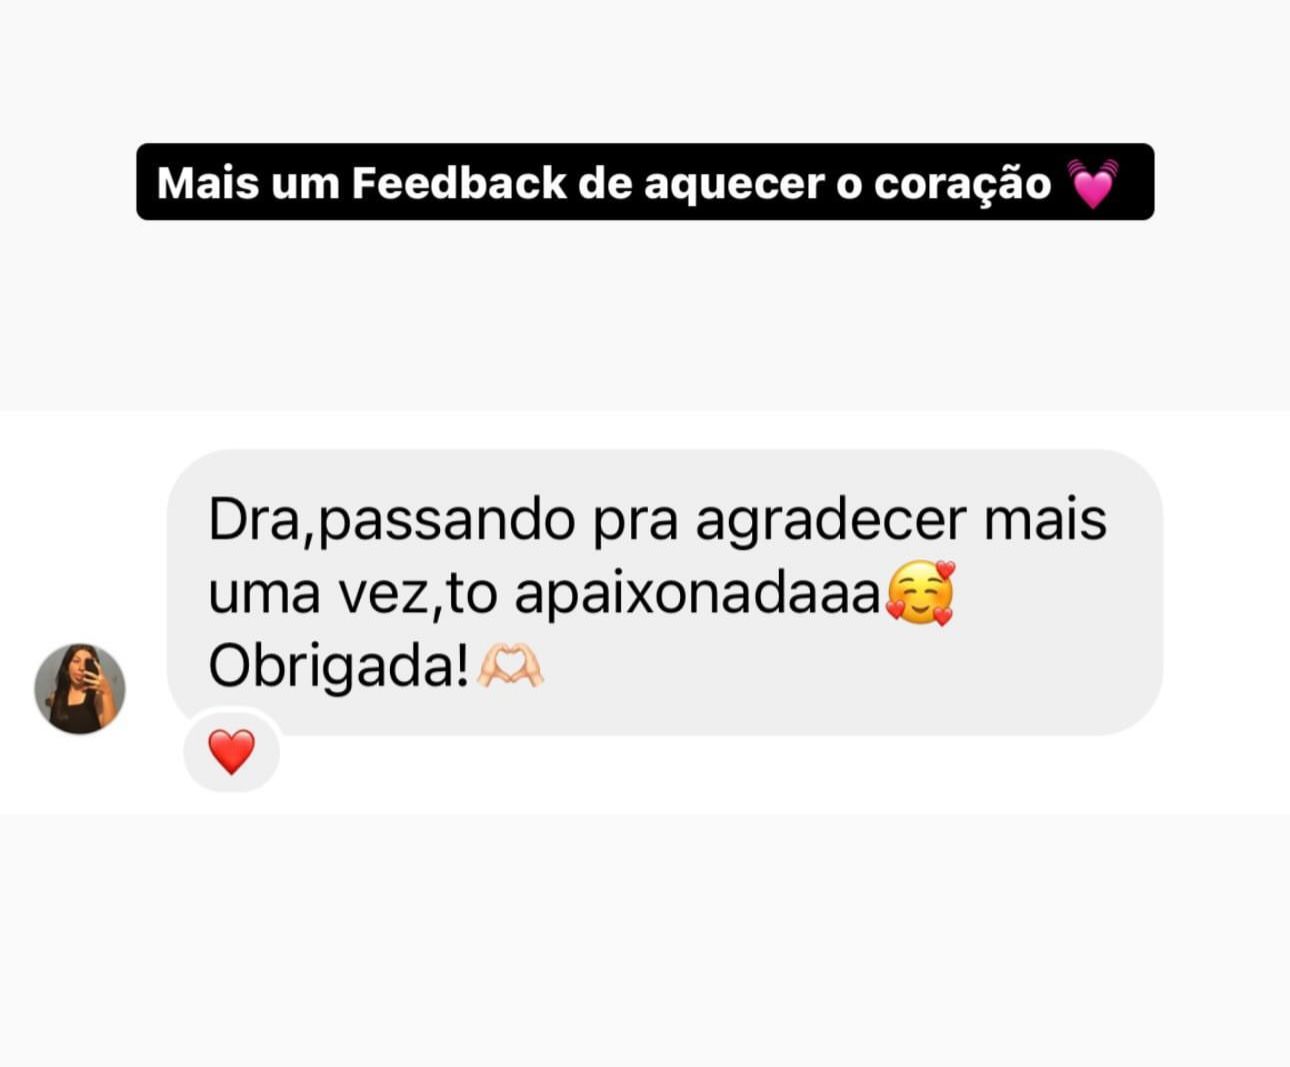 Mais um Feedback de aquecer o coração 💓
Dra,passando pra agradecer mais
uma vez,to apaixonadaaa🥰
Obrigada!🫶🏻
❤️